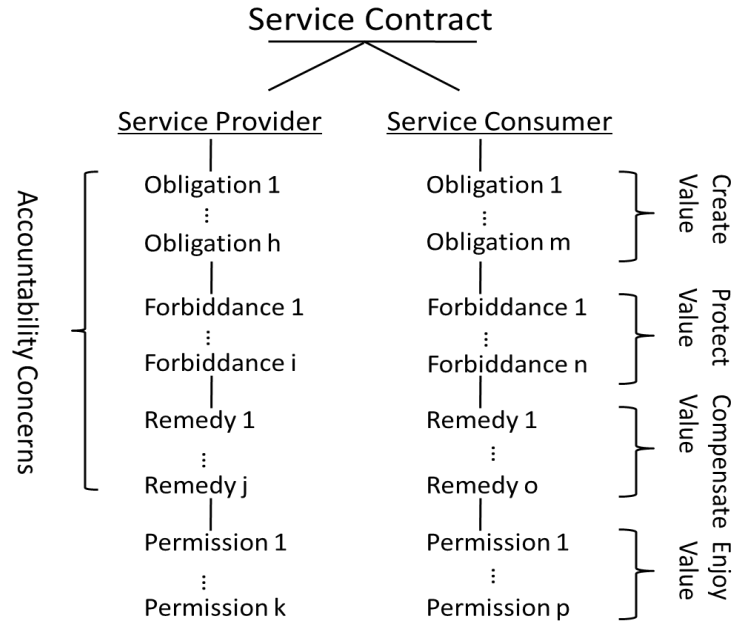 Service Contract
Service Provider
Service Consumer
Accountability Concerns
Obligation 1
⋮
Obligation h
Forbiddance 1
⋮
Forbiddance i
Remedy 1
⋮
Remedy j
Permission 1
⋮
Permission k
Obligation 1
⋮
Obligation m
Forbiddance 1
⋮
Forbiddance n
Remedy 1
⋮
Remedy o
Permission 1
⋮
Permission p
Create
Value
Protect
Value
Compensate
Value
Enjoy
Value